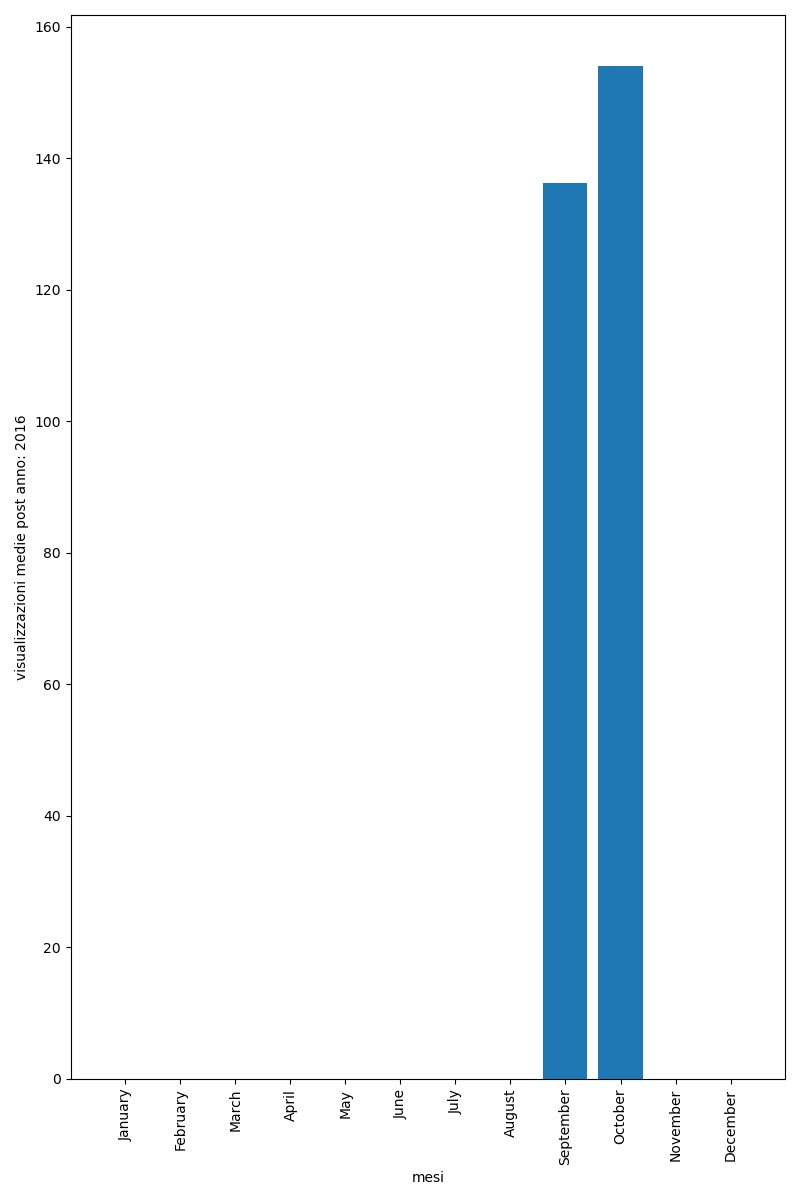 160
140
120
100
80
60
40
20
0
visualizzazioni medie post anno: 2016
January
February
March
April
May
June
July
August
September
October
November
December
mesi